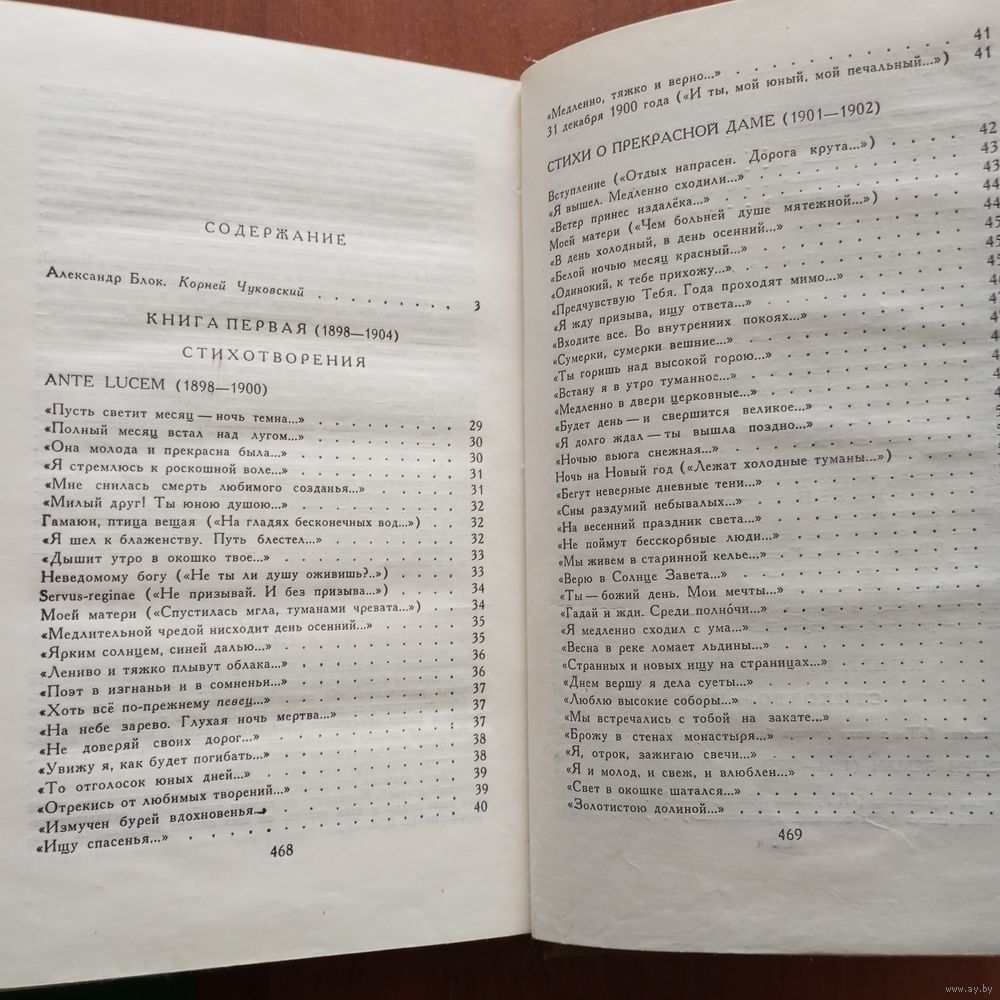 СОДЕРЖАНИЕ
Александр Блок. Корней Чуковский . . . . . . . . . 3
КНИГА ПЕРВАЯ (1898—1904)
СТИХОТВОРЕНИЯ
ANTE LUCEM (1898—1900)
«Пусть светит месяц — ночь темна...» 29
«Полный месяц встал над лугом...» 30
«Она молода и прекрасна была...» 30
«Я стремлюсь к роскошной воле...» 31
«Мне снилась смерть любимого созданья...» 31
«Милый друг! Ты юною душою...» 32
Гамаюн, птица вещая («На гладях бесконечных вод...») 32
«Я шел к блаженству. Путь блестел...» 32
«Дышит утро в окошко твое...» 33
Неведомому богу («Не ты ли душу оживишь?..») 33
Servus-reginae («Не призывай. И без призыва...») 34
Моей матери («Спустилась мгла, туманами чревата...») 34
«Медлительной чредой нисходит день осенний...» 35
«Ярким солнцем, синей далью...» 35
«Лениво и тяжко плывут облака...» 36
«Поэт в изгнаньи и в сомненьи...» 36
«Хоть всё по-прежнему певец...» 37
«На небе зарево. Глухая ночь мертва...» 37
«Не доверяй своих дорог...» 37
«Увижу я, как будет погибать...» 38
«То отголосок юных дней...» 38
«Отрекись от любимых творений...» 39
«Измучен бурей вдохновенья...» 39
«Ищу спасенья...» 40
468
«Медленно, тяжко и верно...» 41
31 декабря 1900 года («И ты, мой юный, мой печальный...») 41
СТИХИ О ПРЕКРАСНОЙ ДАМЕ (1901—1902)
Вступление («Отдых напрасен. Дорога крута...») 42
«Я вышел. Медленно сходили...» 43
«Ветер принес издалёка...» 43
Моей матери («Чем больней душе мятежной...») 44
«В день холодный, в день осенний...» 44
«Белой ночью месяц красный...» 45
«Одинокий, к тебе прихожу...» 45
«Предчувствую Тебя. Года проходят мимо...»
«Я жду призыва, ищу ответа...»
«Входите все. Во внутренних покоях...»
«Сумерки, сумерки вешние...»
«Ты горишь над высокой горою...»
«Встану я в утро туманное...»
«Медленно в двери церковные...»
«Будет день — и свершится великое...»
«Я долго ждал — ты вышла поздно...»
«Ночью вьюга снежная...»
Ночь на Новый год («Лежат холодные туманы...»)
«Бегут неверные дневные тени...»
«Сны раздумий небывалых...»
«На весенний праздник света...»
«Не поймут бесскорбные люди...»
«Мы живем в старинной келье...»
«Верю в Солнце Завета...»
«Ты — божий день. Мои мечты...»
«Гадай и жди. Среди полночи...»
«Я медленно сходил с ума...»
«Весна в реке ломает льдины...»
«Странных и новых ищу на страницах...»
«Днем вершу я дела суеты...»
«Люблю высокие соборы...»
«Мы встречались с тобой на закате...»
«Брожу в стенах монастыря...»
«Я, отрок, зажигаю свечи...»
«Я и молод, и свеж, и влюблен...»
«Свет в окошке шатался...»
«Золотистою долиной...»
469
www.ay.by